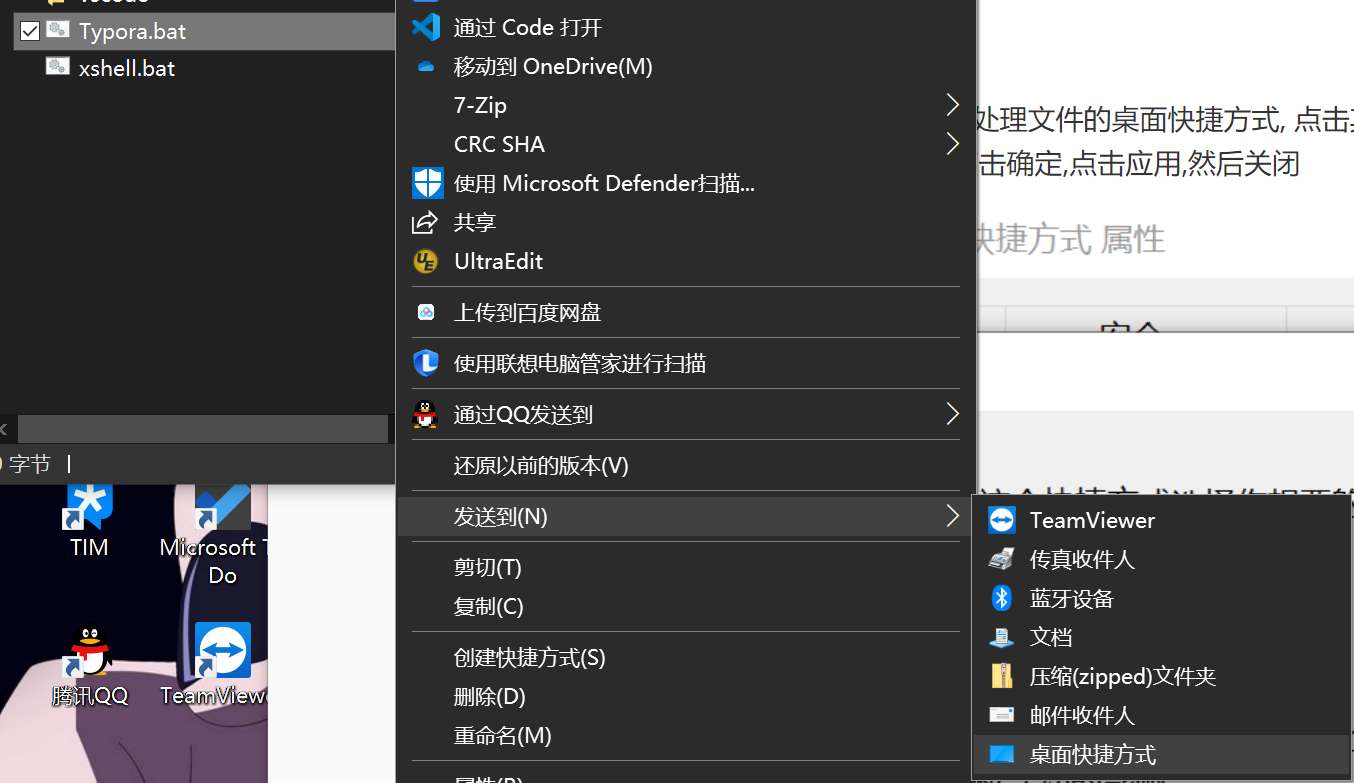 Typora.bat
xshell.bat
字节
TIM
Microsoft T
Do
腾讯QQ
TeamViewe
通过 Code 打开
移动到 OneDrive(M)
7-Zip
CRC SHA
使用 Microsoft Defender扫描...
共享
UltraEdit
上传到百度网盘
使用联想电脑管家进行扫描
通过QQ发送到
还原以前的版本(V)
发送到(N)
剪切(T)
复制(C)
创建快捷方式(S)
删除(D)
重命名(M)
属性(R)
TeamViewer
传真收件人
蓝牙设备
文档
压缩(zipped)文件夹
邮件收件人
桌面快捷方式
处理文件的桌面快捷方式, 点击
击确定,点击应用,然后关闭
快捷方式 属性
安全